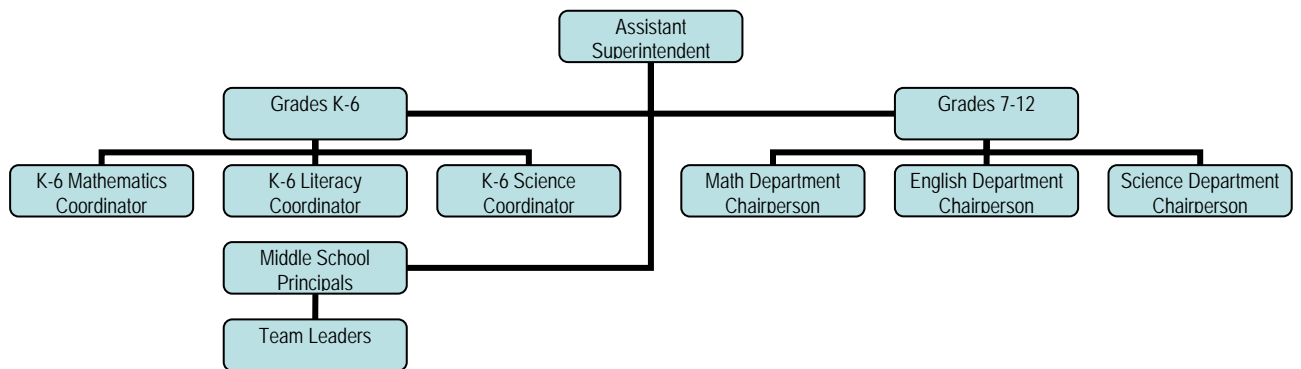 Assistant
Superintendent
Grades K-6
Grades 7-12
K-6 Mathematics
Coordinator
K-6 Literacy
Coordinator
K-6 Science
Coordinator
Math Department
Chairperson
English Department
Chairperson
Science Department
Chairperson
Middle School
Principals
Team Leaders